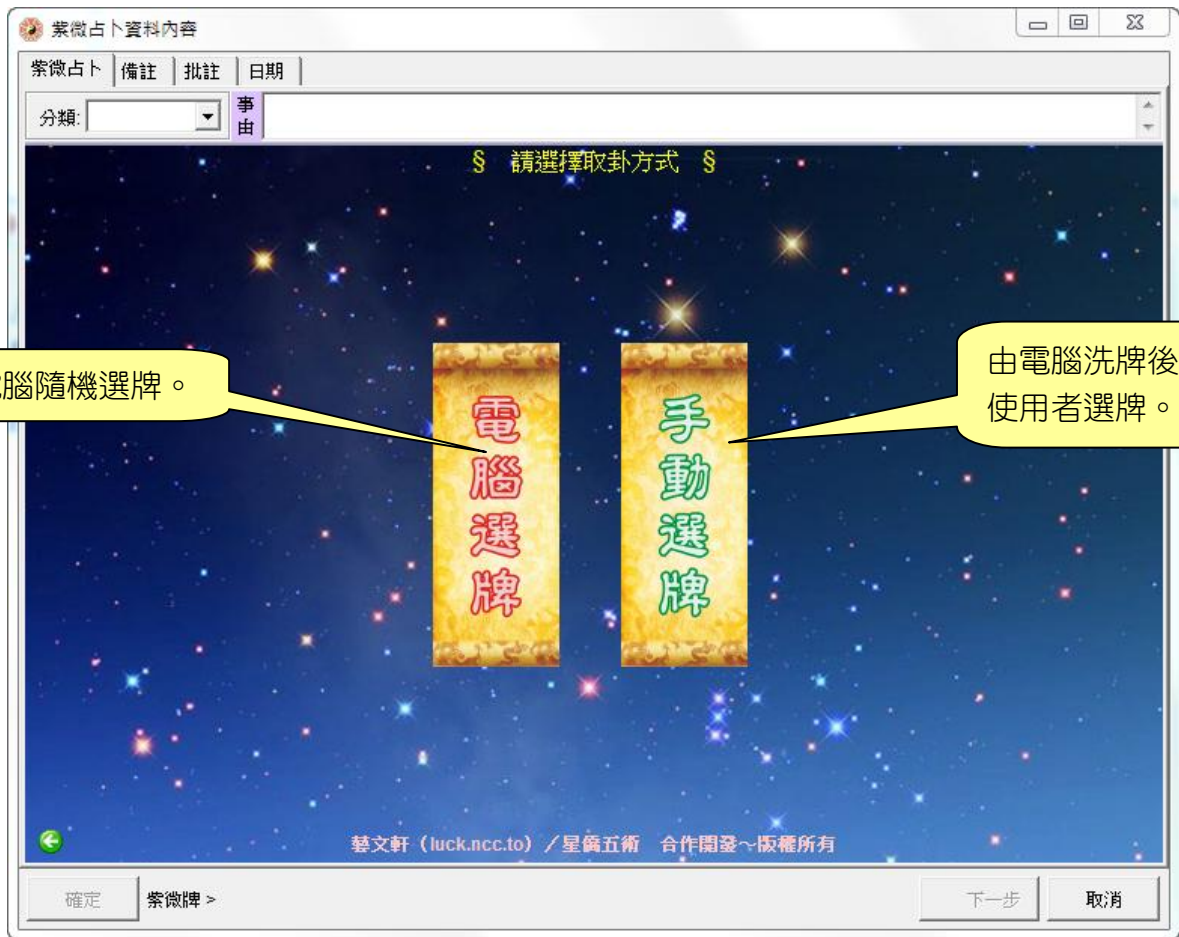 紫微占卜資料內容
紫微占卜 備註 批註 日期
分類:
事由
§ 請選擇取卦方式 §
腦隨機選牌。
由電腦洗牌後
使用者選牌。
電腦選牌
手動選牌
藝文軒（luck.ncc.to）／星僑五術 合作開發～版權所有
確定 紫微牌 > 下一步 取消